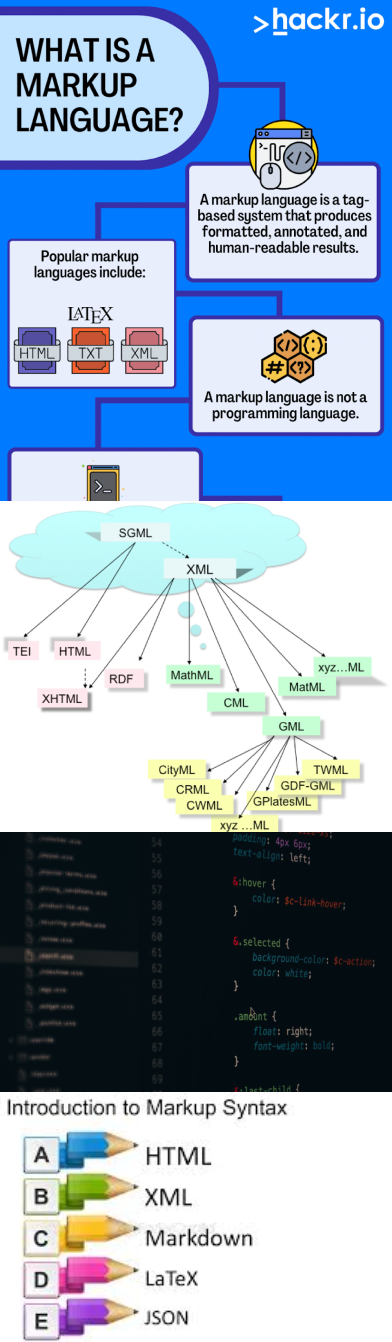 >hackr.io
WHAT IS A
MARKUP
LANGUAGE?
A markup language is a tag-
based system that produces
formatted, annotated, and
human-readable results.
Popular markup
languages include:
LATEX
HTML
TXT
XML
A markup language is not a
programming language.
SGML
XML
TEI
HTML
XHTML
RDF
MathML
CML
xyz...ML
MatML
GML
CityML
CRML
CWML
xyz ...ML
GPlatesML
GDF-GML
TWML
54
padding: 4px 6px;
55
text-align: left;
56
57
&:hover {
58
color: $c-link-hover;
59
}
60
61
&.selected {
62
background-color: $c-action;
color: white;
63
}
64
65
.amount {
66
float: right;
67
font-weight: bold;
68
}
&:last-child {
Introduction to Markup Syntax
A HTML
B XML
C Markdown
D LaTeX
E JSON